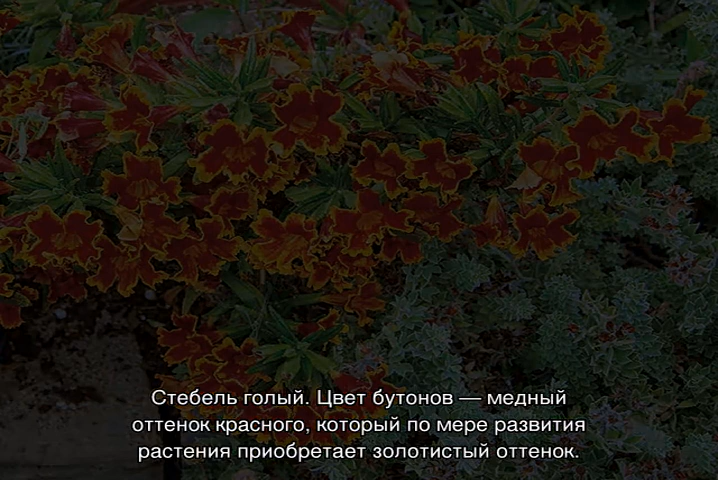 Стебель голый. Цвет бутонов — медный
оттенок красного, который по мере развития
растения приобретает золотистый оттенок.